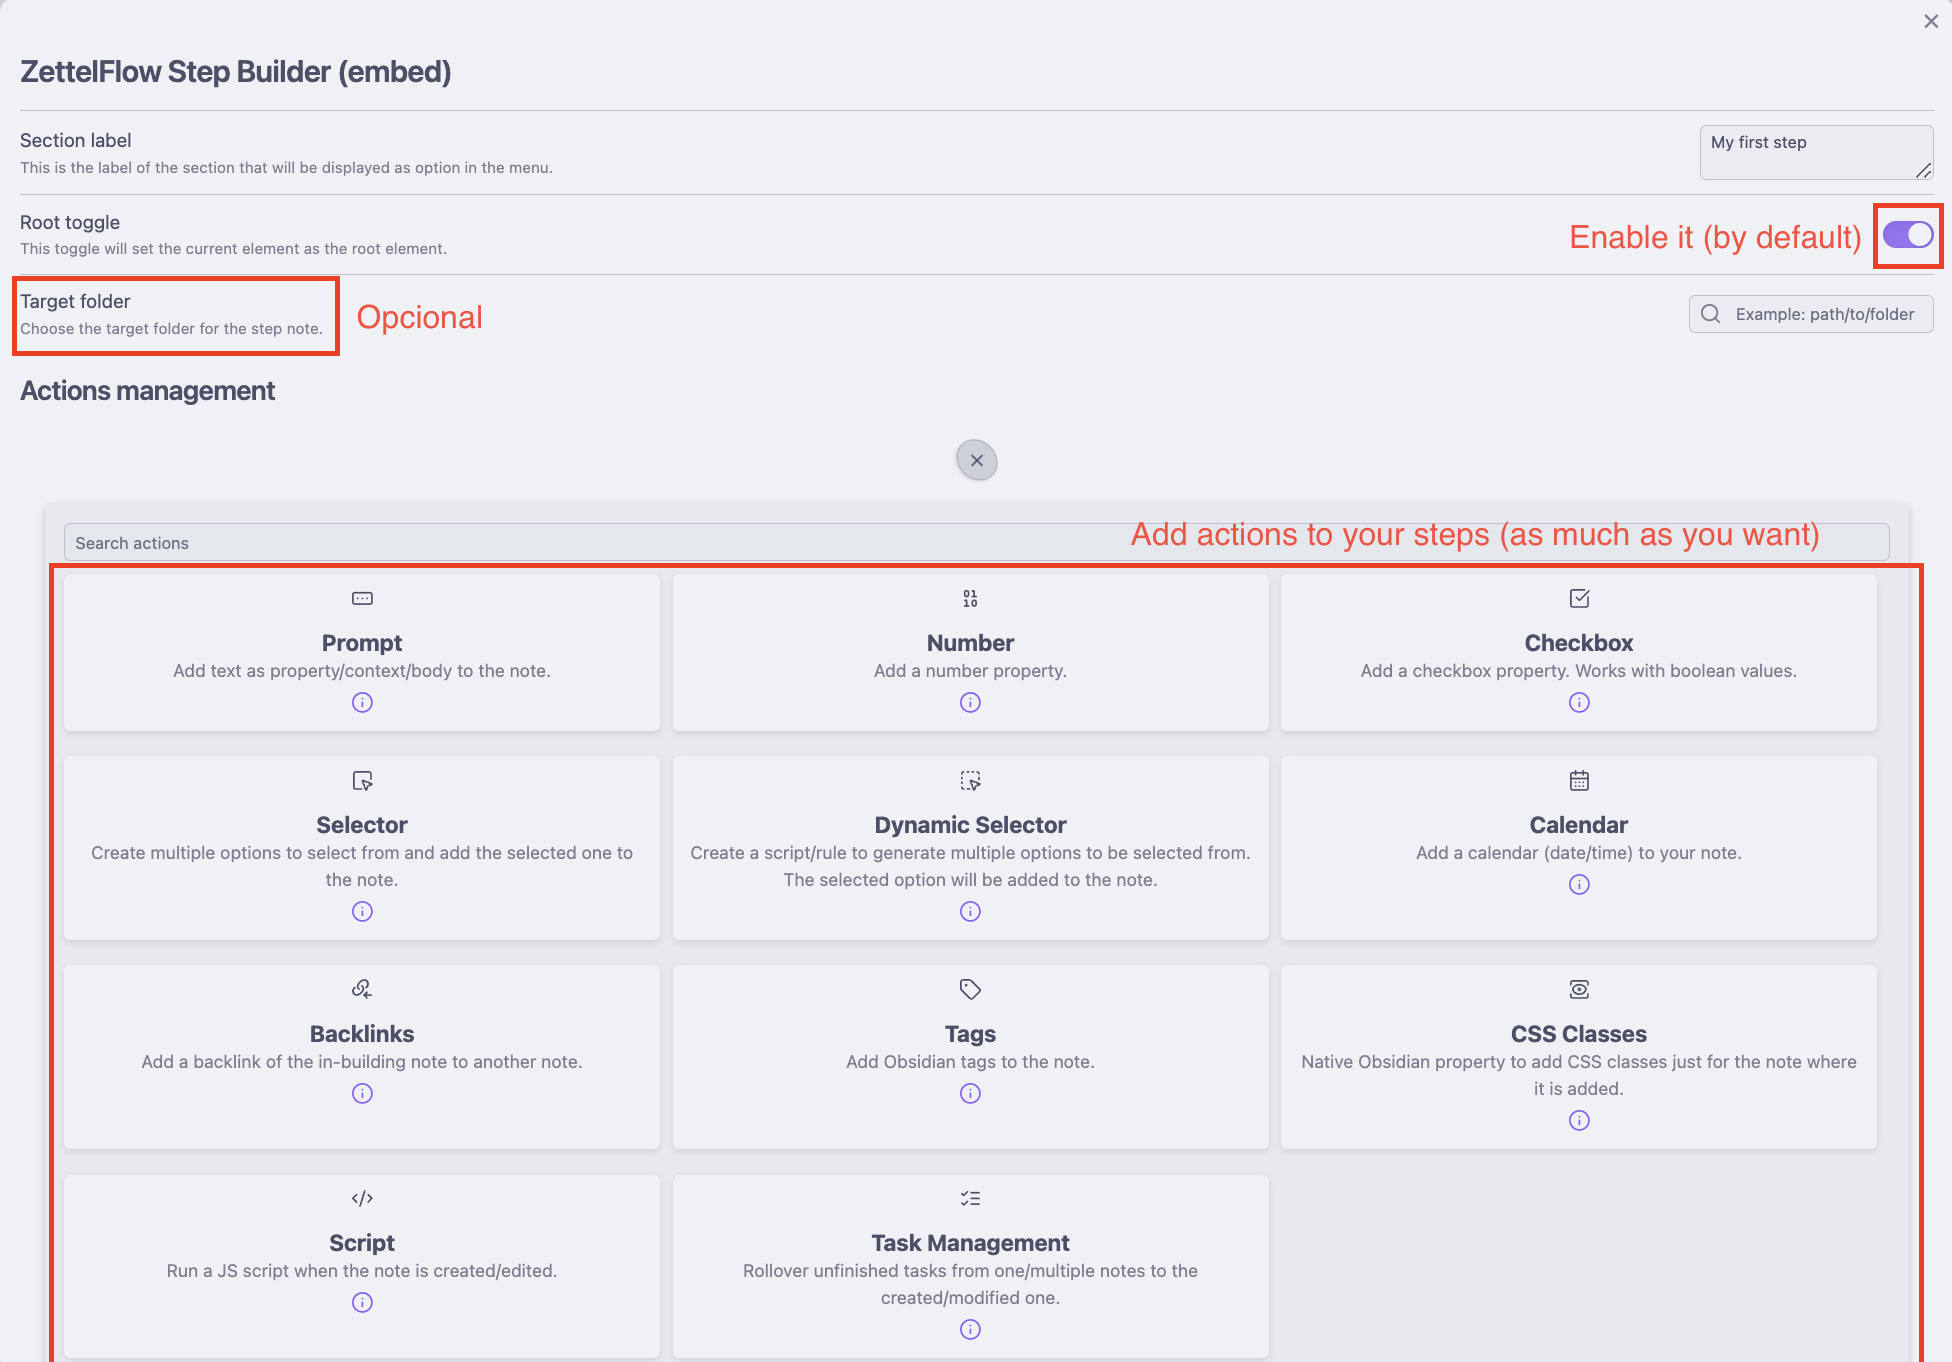 ZettelFlow Step Builder (embed)
Section label
This is the label of the section that will be displayed as option in the menu.
My first step
Root toggle
This toggle will set the current element as the root element.
Enable it (by default)
Target folder
Choose the target folder for the step note.
Opcional
Example: path/to/folder
Actions management
Search actions
Add actions to your steps (as much as you want)
Prompt
Add text as property/context/body to the note.
Number
Add a number property.
Checkbox
Add a checkbox property. Works with boolean values.
Selector
Create multiple options to select from and add the selected one to
the note.
Dynamic Selector
Create a script/rule to generate multiple options to be selected from.
The selected option will be added to the note.
Calendar
Add a calendar (date/time) to your note.
Backlinks
Add a backlink of the in-building note to another note.
Tags
Add Obsidian tags to the note.
CSS Classes
Native Obsidian property to add CSS classes just for the note where
it is added.
Script
Run a JS script when the note is created/edited.
Task Management
Rollover unfinished tasks from one/multiple notes to the
created/modified one.